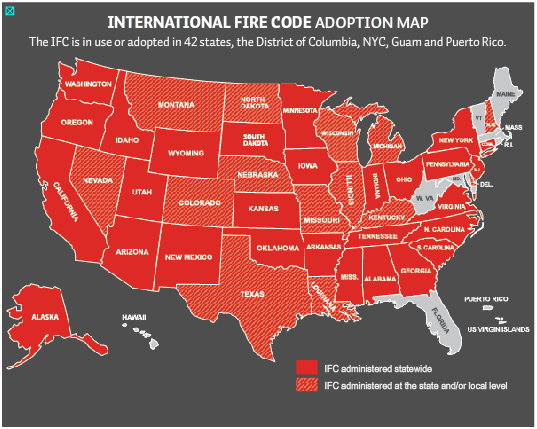 INTERNATIONAL FIRE CODE ADOPTION MAP
The IFC is in use or adopted in 42 states, the District of Columbia, NYC, Guam and Puerto Rico.
WASHINGTON
MONTANA
NORTH
DAKOTA
MINNESOTA
MAINE
VT
N.H.
OREGON
IDAHO
WYOMING
SOUTH
DAKOTA
WISCONSIN
MICHIGAN
NEW YORK
MASS
R.I.
CONN.
NEVADA
UTAH
COLORADO
NEBRASKA
IOWA
ILLINOIS
INDIANA
OHIO
PENNSYLVANIA
N.J.
DEL.
W. VA
VIRGINIA
CALIFORNIA
KANSAS
MISSOURI
KENTUCKY
N. CAROLINA
TENNESSEE
S.CAROLINA
ARIZONA
NEW MEXICO
OKLAHOMA
ARKANSAS
MISS.
ALABAMA
GEORGIA
TEXAS
LOUISIANA
FLORIDA
ALASKA
HAWAII
PUERTO RICO
US VIRGIN ISLANDS
IFC administered statewide
IFC administered at the state and/or local level